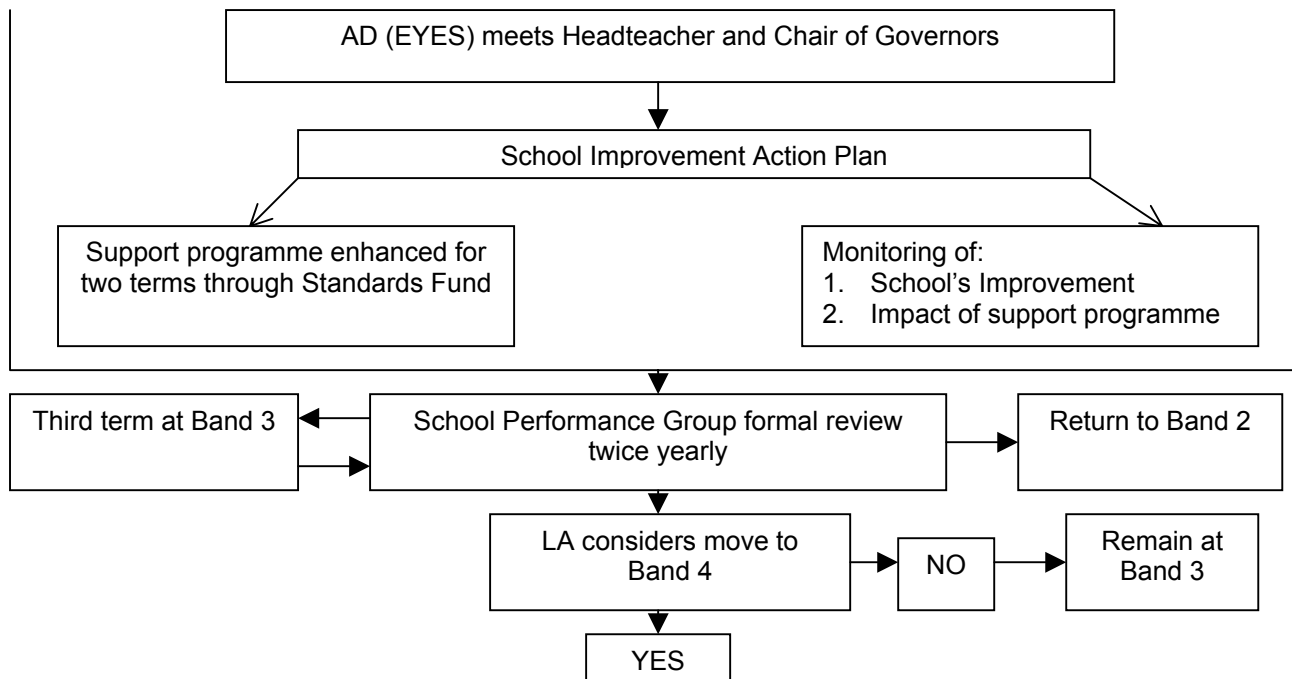 AD (EYES) meets Headteacher and Chair of Governors
School Improvement Action Plan
Support programme enhanced for
two terms through Standards Fund
Monitoring of:
1. School’s Improvement
2. Impact of support programme
Third term at Band 3
School Performance Group formal review
twice yearly
Return to Band 2
LA considers move to
Band 4
NO
Remain at
Band 3
YES